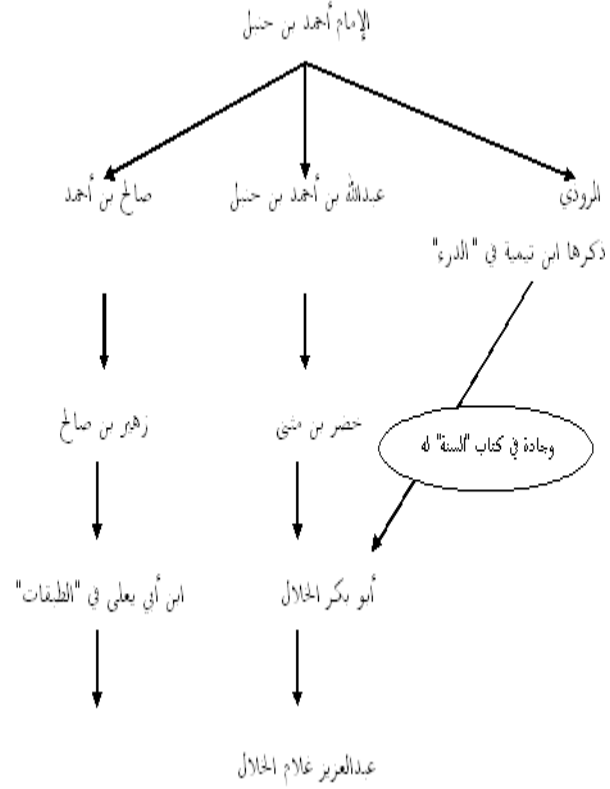 الإمام أحمد بن حنبل
المروذي
عبدالله بن أحمد بن حنبل
صالح بن أحمد
ذكرها ابن تيمية في "الدرء"
خضر بن مثنى
زهير بن صالح
وجادة في كتاب "السنة" له
أبو بكر الخلال
ابن أبي يعلى في "الطبقات"
عبدالعزيز غلام الخلال